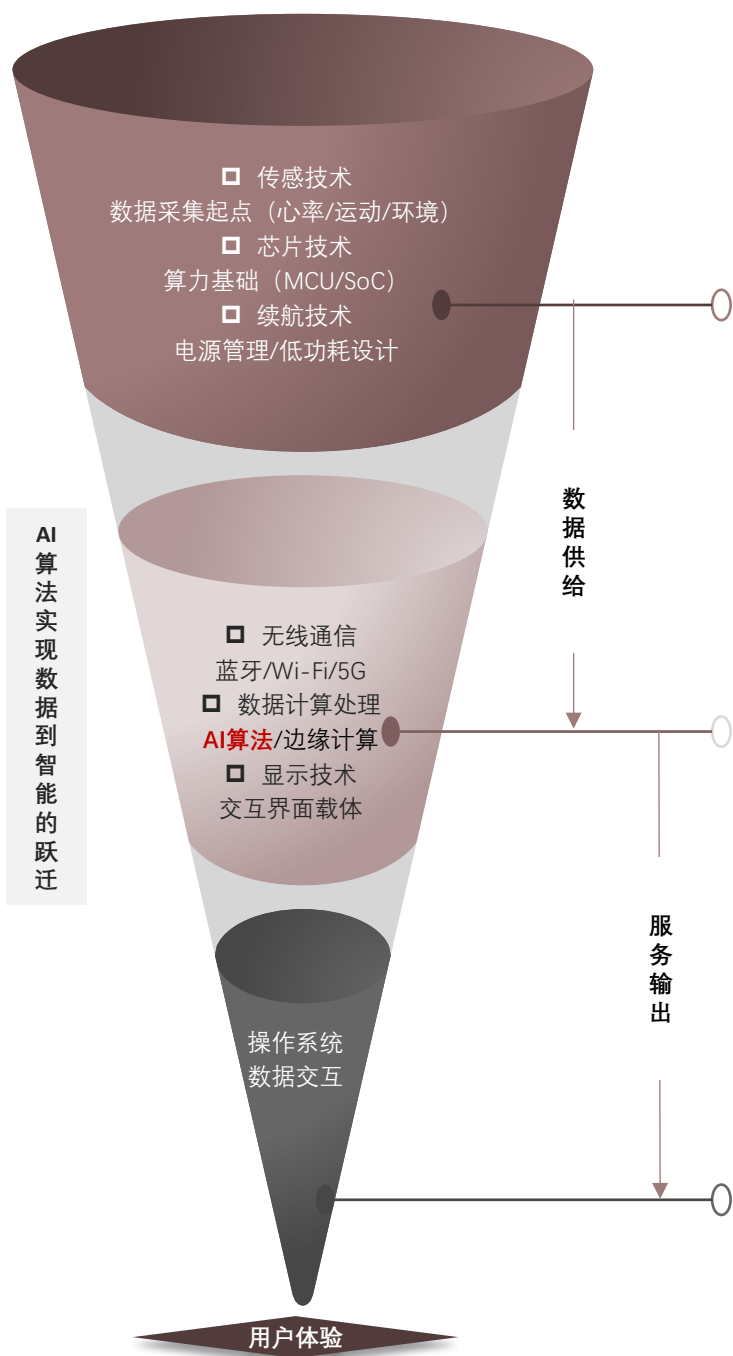 传感技术
数据采集起点（心率/运动/环境）
芯片技术
算力基础（MCU/SoC）
续航技术
电源管理/低功耗设计
数据供给
AI算法实现数据到智能的跃迁
无线通信
蓝牙/Wi-Fi/5G
数据计算处理
AI算法/边缘计算
显示技术
交互界面载体
服务输出
操作系统
数据交互
用户体验